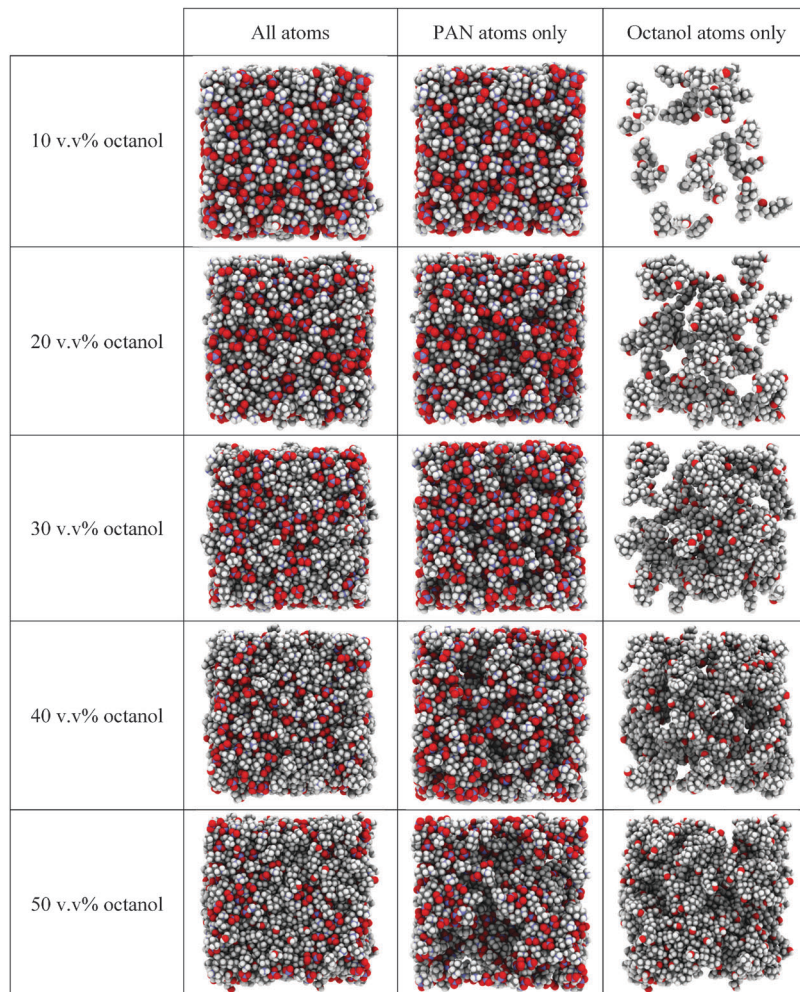 All atoms
PAN atoms only
Octanol atoms only
10 v.v% octanol
20 v.v% octanol
30 v.v% octanol
40 v.v% octanol
50 v.v% octanol